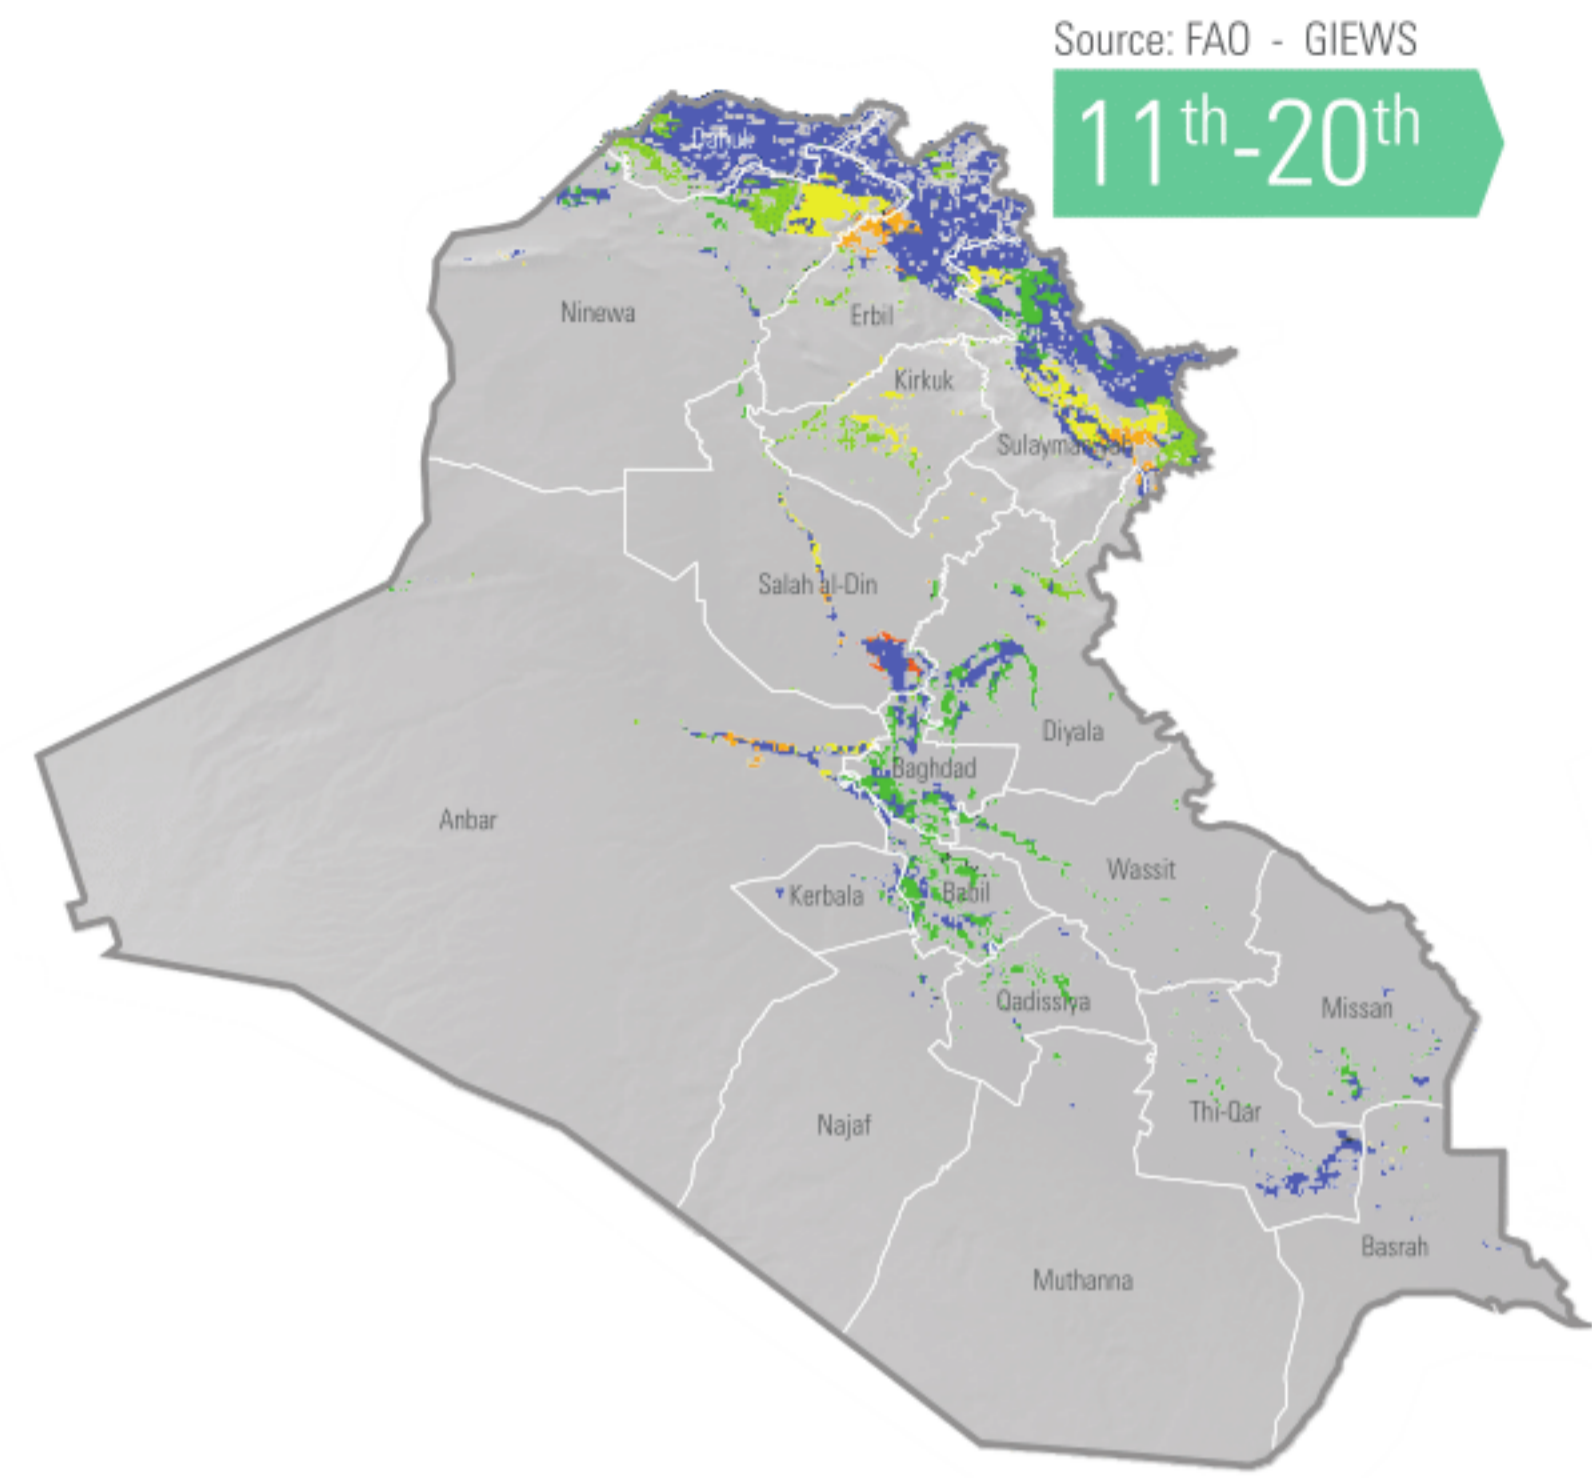 Source: FAO - GIEWS
11th-20th
Dahuk
Ninewa
Erbil
Kirkuk
Sulaymaniyah
Salah al-Din
Diyala
Baghdad
Anbar
Wassit
Kerbala
Babil
Qadissiya
Missan
Thi-Qar
Najaf
Basrah
Muthanna